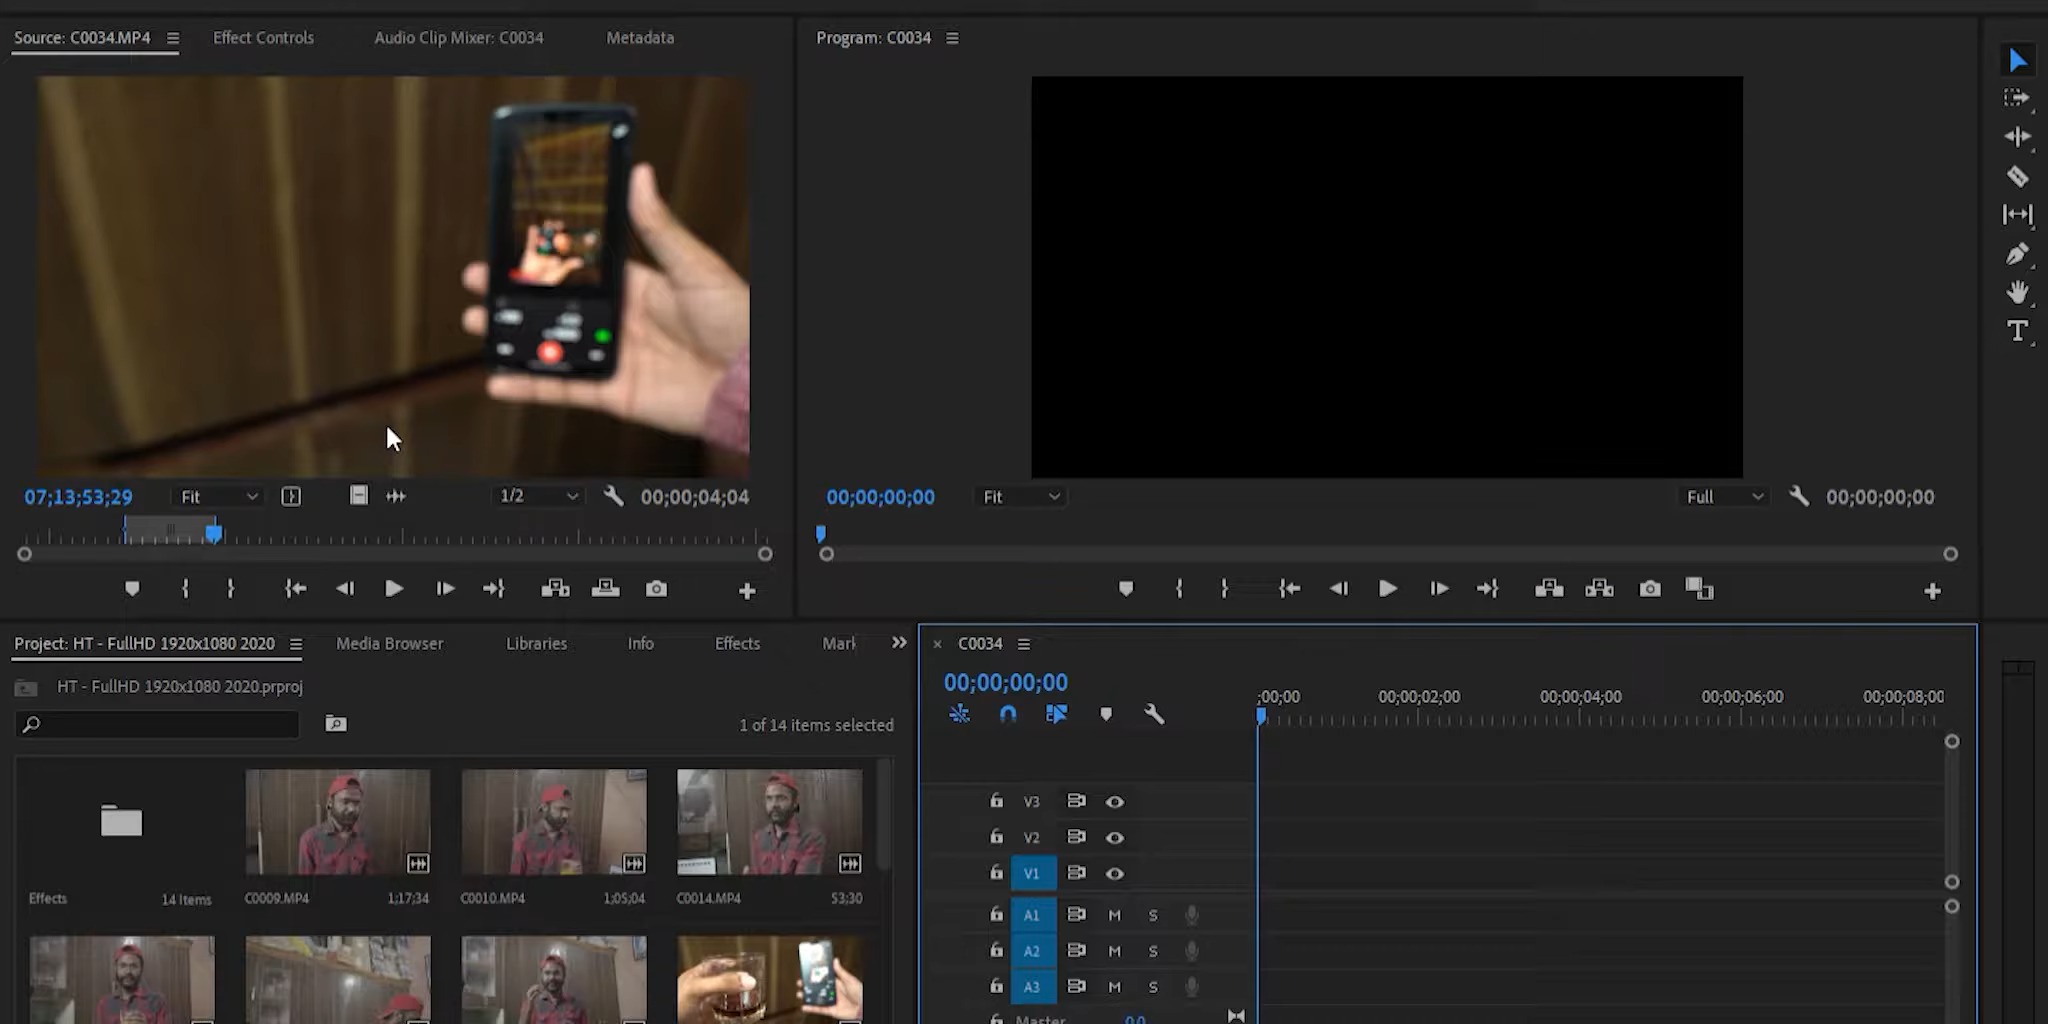 Source: C0034.MP4 Effect Controls Audio Clip Mixer: C0034 Metadata
Program: C0034
07;13;53;29 Fit 1/2 00;00;04;04
00;00;00;00 Fit Full 00;00;00;00
Project: HT - FullHD 1920x1080 2020 Media Browser Libraries Info Effects Mark
HT - FullHD 1920x1080 2020.prproj
1 of 14 items selected
Effects 14 Items
C0009.MP4 1;17;34
C0010.MP4 1;05;04
C0014.MP4 53;30
× C0034
00;00;00;00
;00;00 00;00;02;00 00;00;04;00 00;00;06;00 00;00;08;00
V3
V2
V1
A1 M S
A2 M S
A3 M S
Master 0.0
T